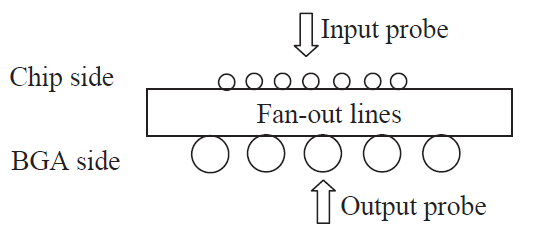 Input probe
Chip side
Fan-out lines
BGA side
Output probe